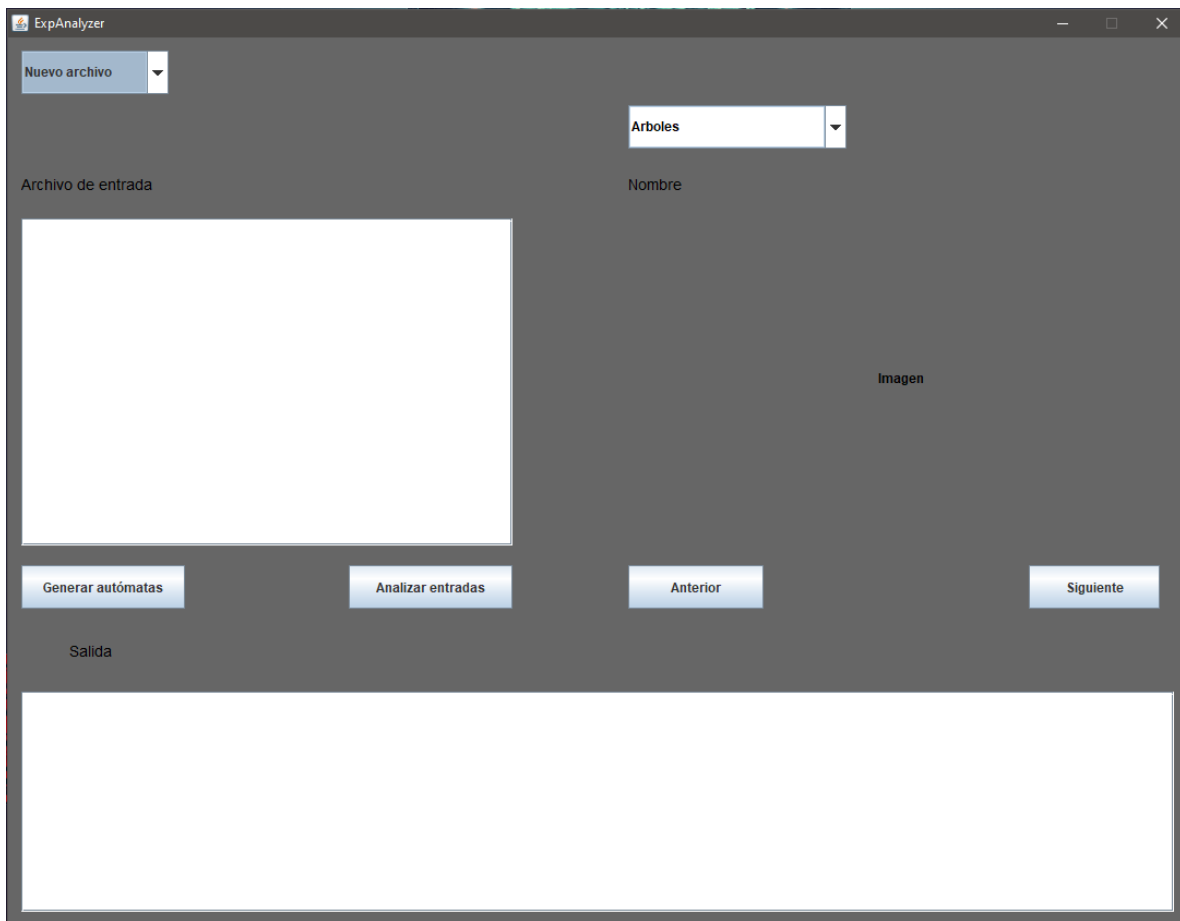 ExpAnalyzer
Nuevo archivo
Arboles
Archivo de entrada
Nombre
Imagen
Generar autómatas
Analizar entradas
Anterior
Siguiente
Salida